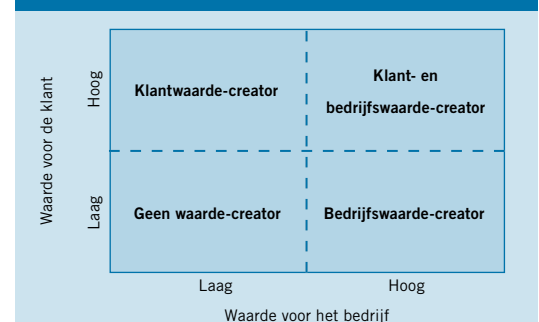 Waarde voor de klant
Hoog
Klantwaarde-creator
Klant- en
bedrijfswaarde-creator
Laag
Geen waarde-creator
Bedrijfswaarde-creator
Laag
Hoog
Waarde voor het bedrijf